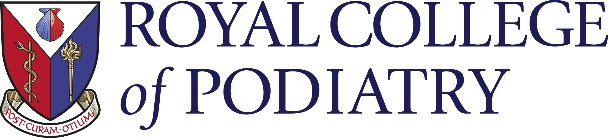 ROYAL COLLEGE
of PODIATRY
POST·CURAM·OTIUM